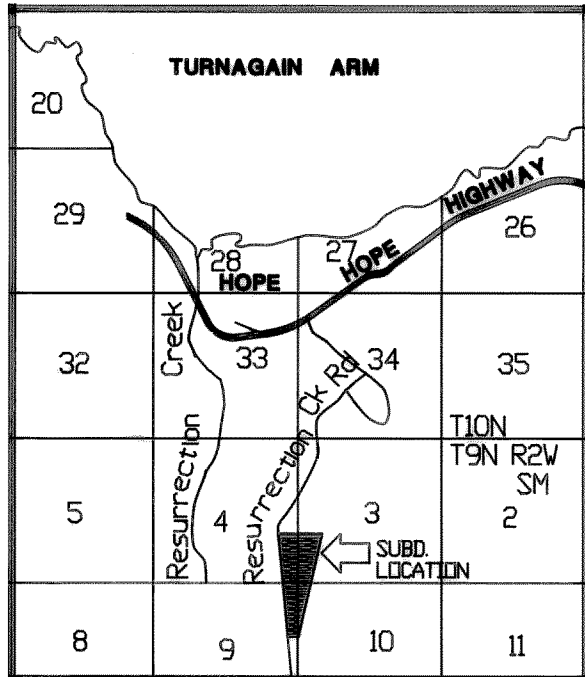 TURNAGAIN ARM
20
29
28
27
26
HOPE
HOPE
HIGHWAY
32
33
34
35
Creek
Resurrection
Resurrection Ck Rd
T10N
T9N R2W
SM
5
4
3
2
SUBD.
LOCATION
8
9
10
11